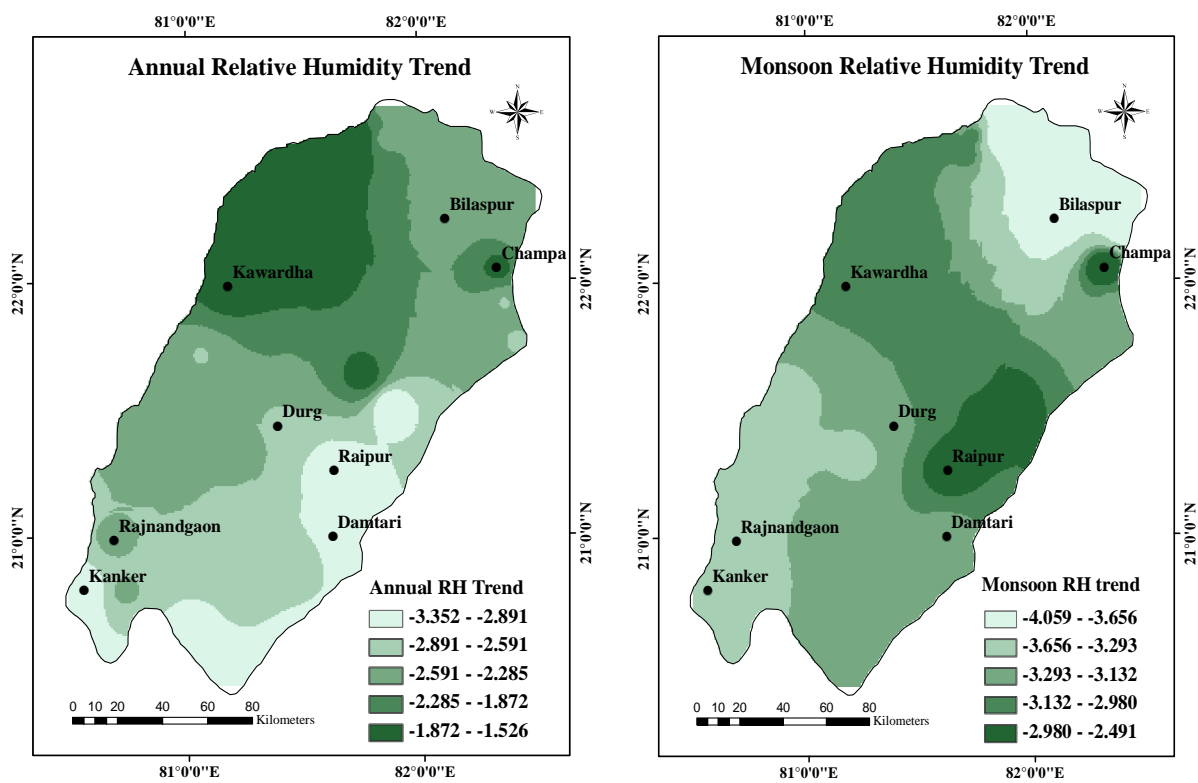 81°0'0"E 82°0'0"E
Annual Relative Humidity Trend
N
W E
S
Bilaspur
Champa
Kawardha
22°0'0"N 22°0'0"N
Durg
Raipur
Rajnandgaon
Damtari
21°0'0"N 21°0'0"N
Kanker
Annual RH Trend
-3.352 - -2.891
-2.891 - -2.591
-2.591 - -2.285
-2.285 - -1.872
-1.872 - -1.526
0 10 20 40 60 80
Kilometers
81°0'0"E 82°0'0"E
81°0'0"E 82°0'0"E
Monsoon Relative Humidity Trend
N
W E
S
Bilaspur
Champa
Kawardha
22°0'0"N 22°0'0"N
Durg
Raipur
Damtari
Rajnandgaon
21°0'0"N 21°0'0"N
Kanker
Monsoon RH trend
-4.059 - -3.656
-3.656 - -3.293
-3.293 - -3.132
-3.132 - -2.980
-2.980 - -2.491
0 10 20 40 60 80
Kilometers
81°0'0"E 82°0'0"E